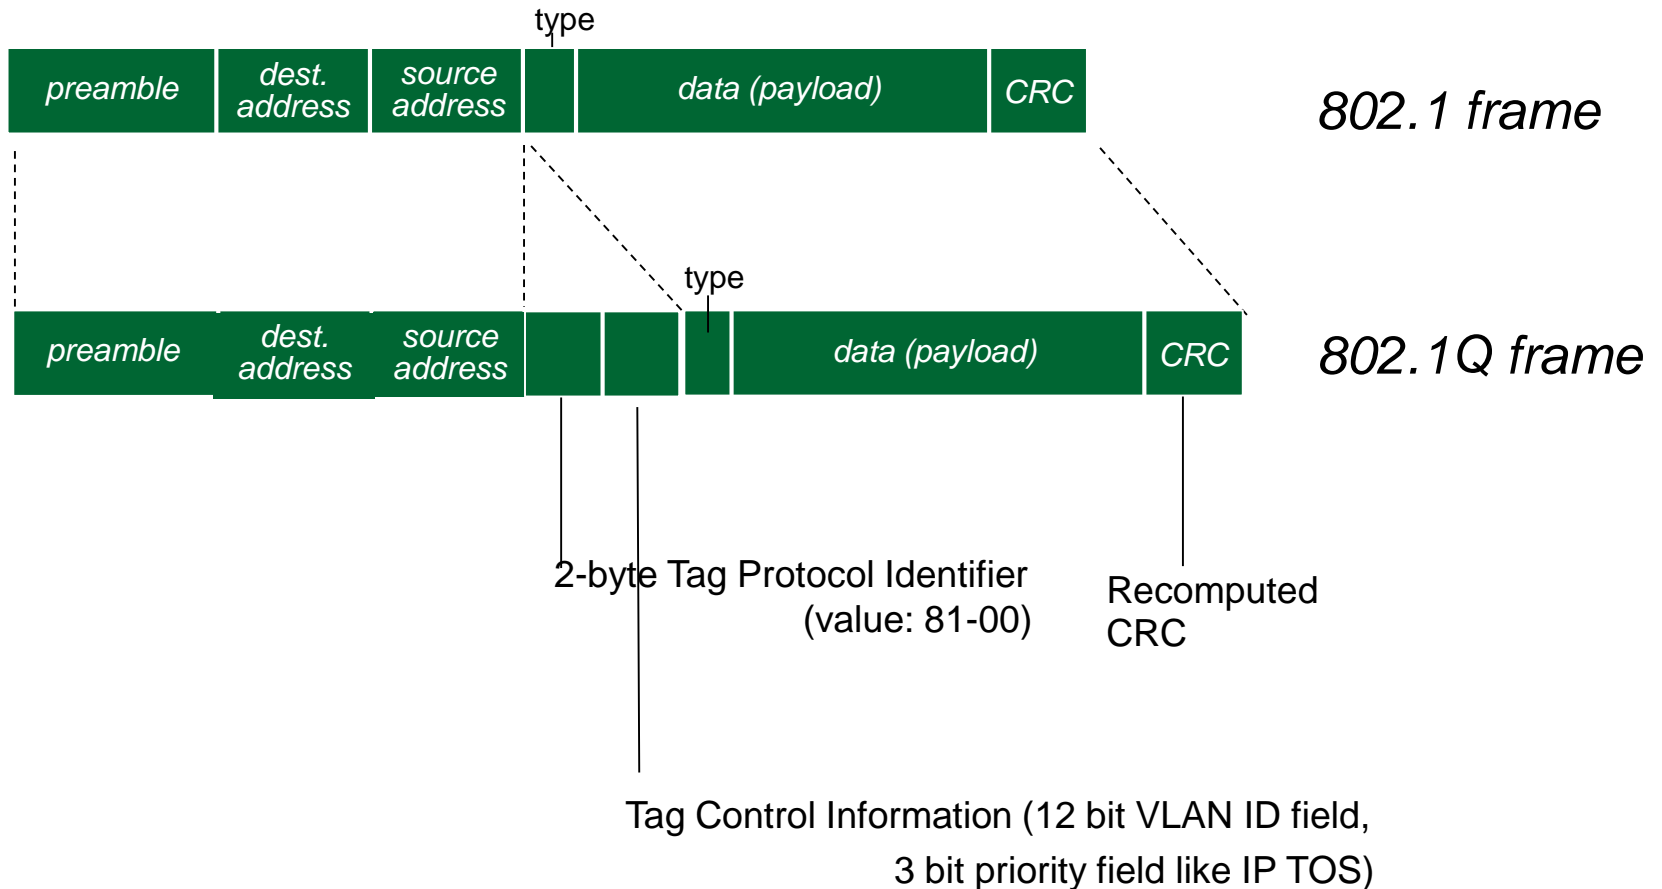 type
preamble
dest.
address
source
address
data (payload)
CRC
802.1 frame
type
preamble
dest.
address
source
address
data (payload)
CRC
802.1Q frame
2-byte Tag Protocol Identifier
(value: 81-00)
Recomputed
CRC
Tag Control Information (12 bit VLAN ID field,
3 bit priority field like IP TOS)